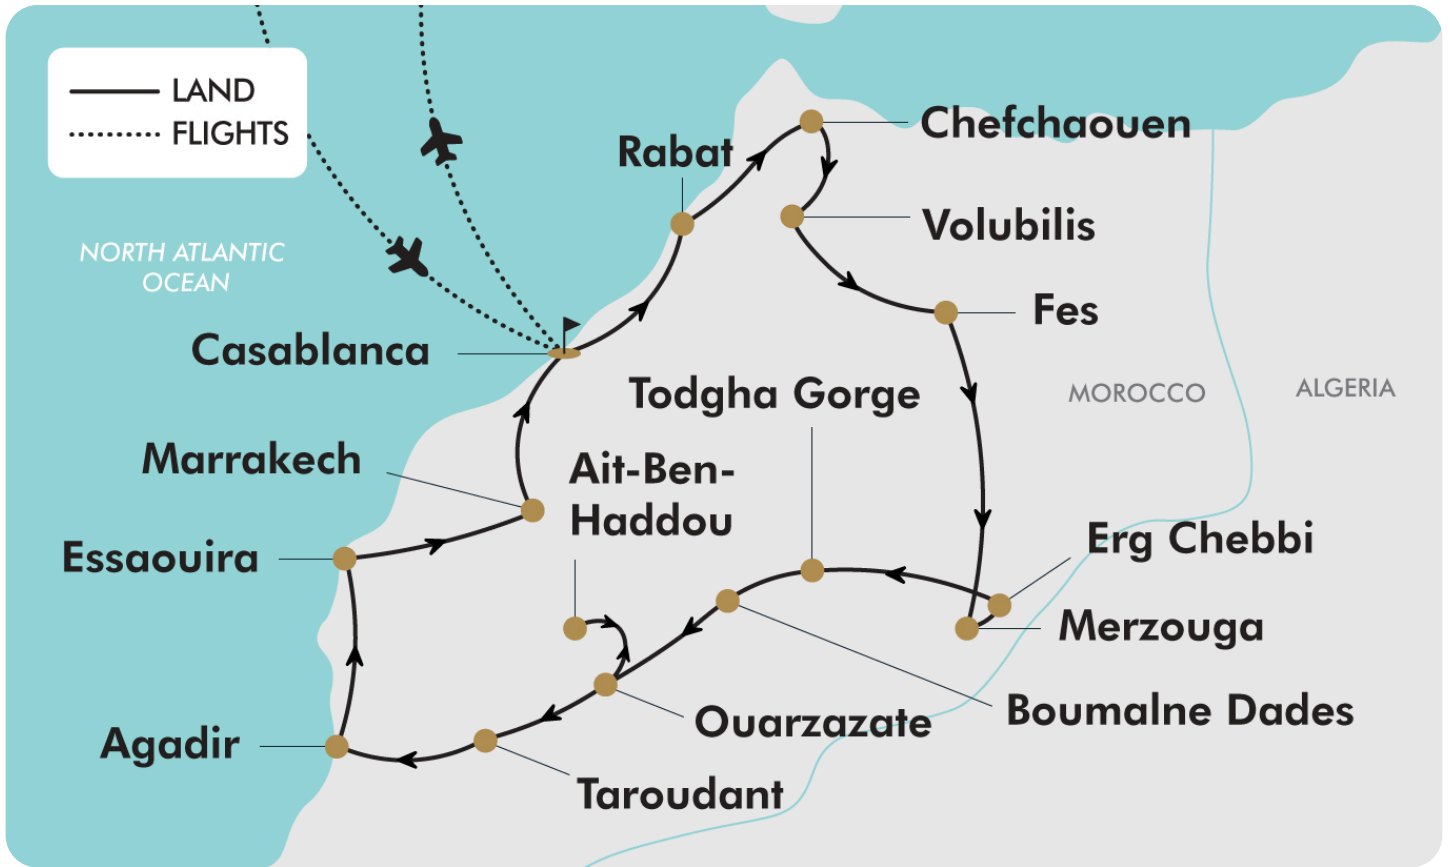 LAND
FLIGHTS
NORTH ATLANTIC
OCEAN
Rabat
Chefchaouen
Volubilis
Fes
Casablanca
Todgha Gorge
MOROCCO
ALGERIA
Marrakech
Ait-Ben-
Haddou
Essaouira
Erg Chebbi
Merzouga
Boumalne Dades
Ouarzazate
Agadir
Taroudant